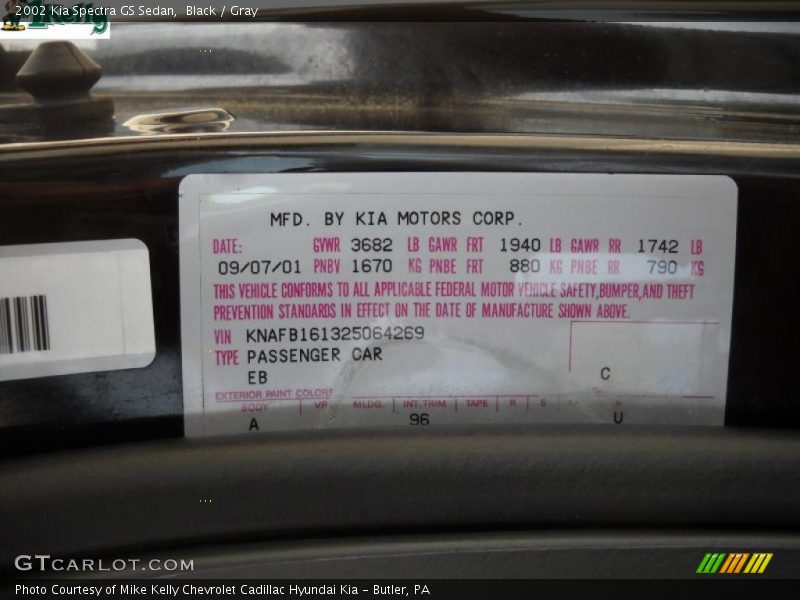 2002 Kia Spectra GS Sedan, Black / Gray
Kelly
MFD. BY KIA MOTORS CORP.
DATE: GVWR 3682 LB GAWR FRT 1940 LB GAWR RR 1742 LB
09/07/01 PNBV 1670 KG PNBE FRT 880 KG PNBE RR 790 KG
THIS VEHICLE CONFORMS TO ALL APPLICABLE FEDERAL MOTOR VEHICLE SAFETY,BUMPER,AND THEFT
PREVENTION STANDARDS IN EFFECT ON THE DATE OF MANUFACTURE SHOWN ABOVE.
VIN KNAFB161325064269
TYPE PASSENGER CAR
EB C
EXTERIOR PAINT COLORS
BODY VP MLDG. INT.TRIM TAPE R S
A 96 U
GTCARLOT.COM
Photo Courtesy of Mike Kelly Chevrolet Cadillac Hyundai Kia – Butler, PA